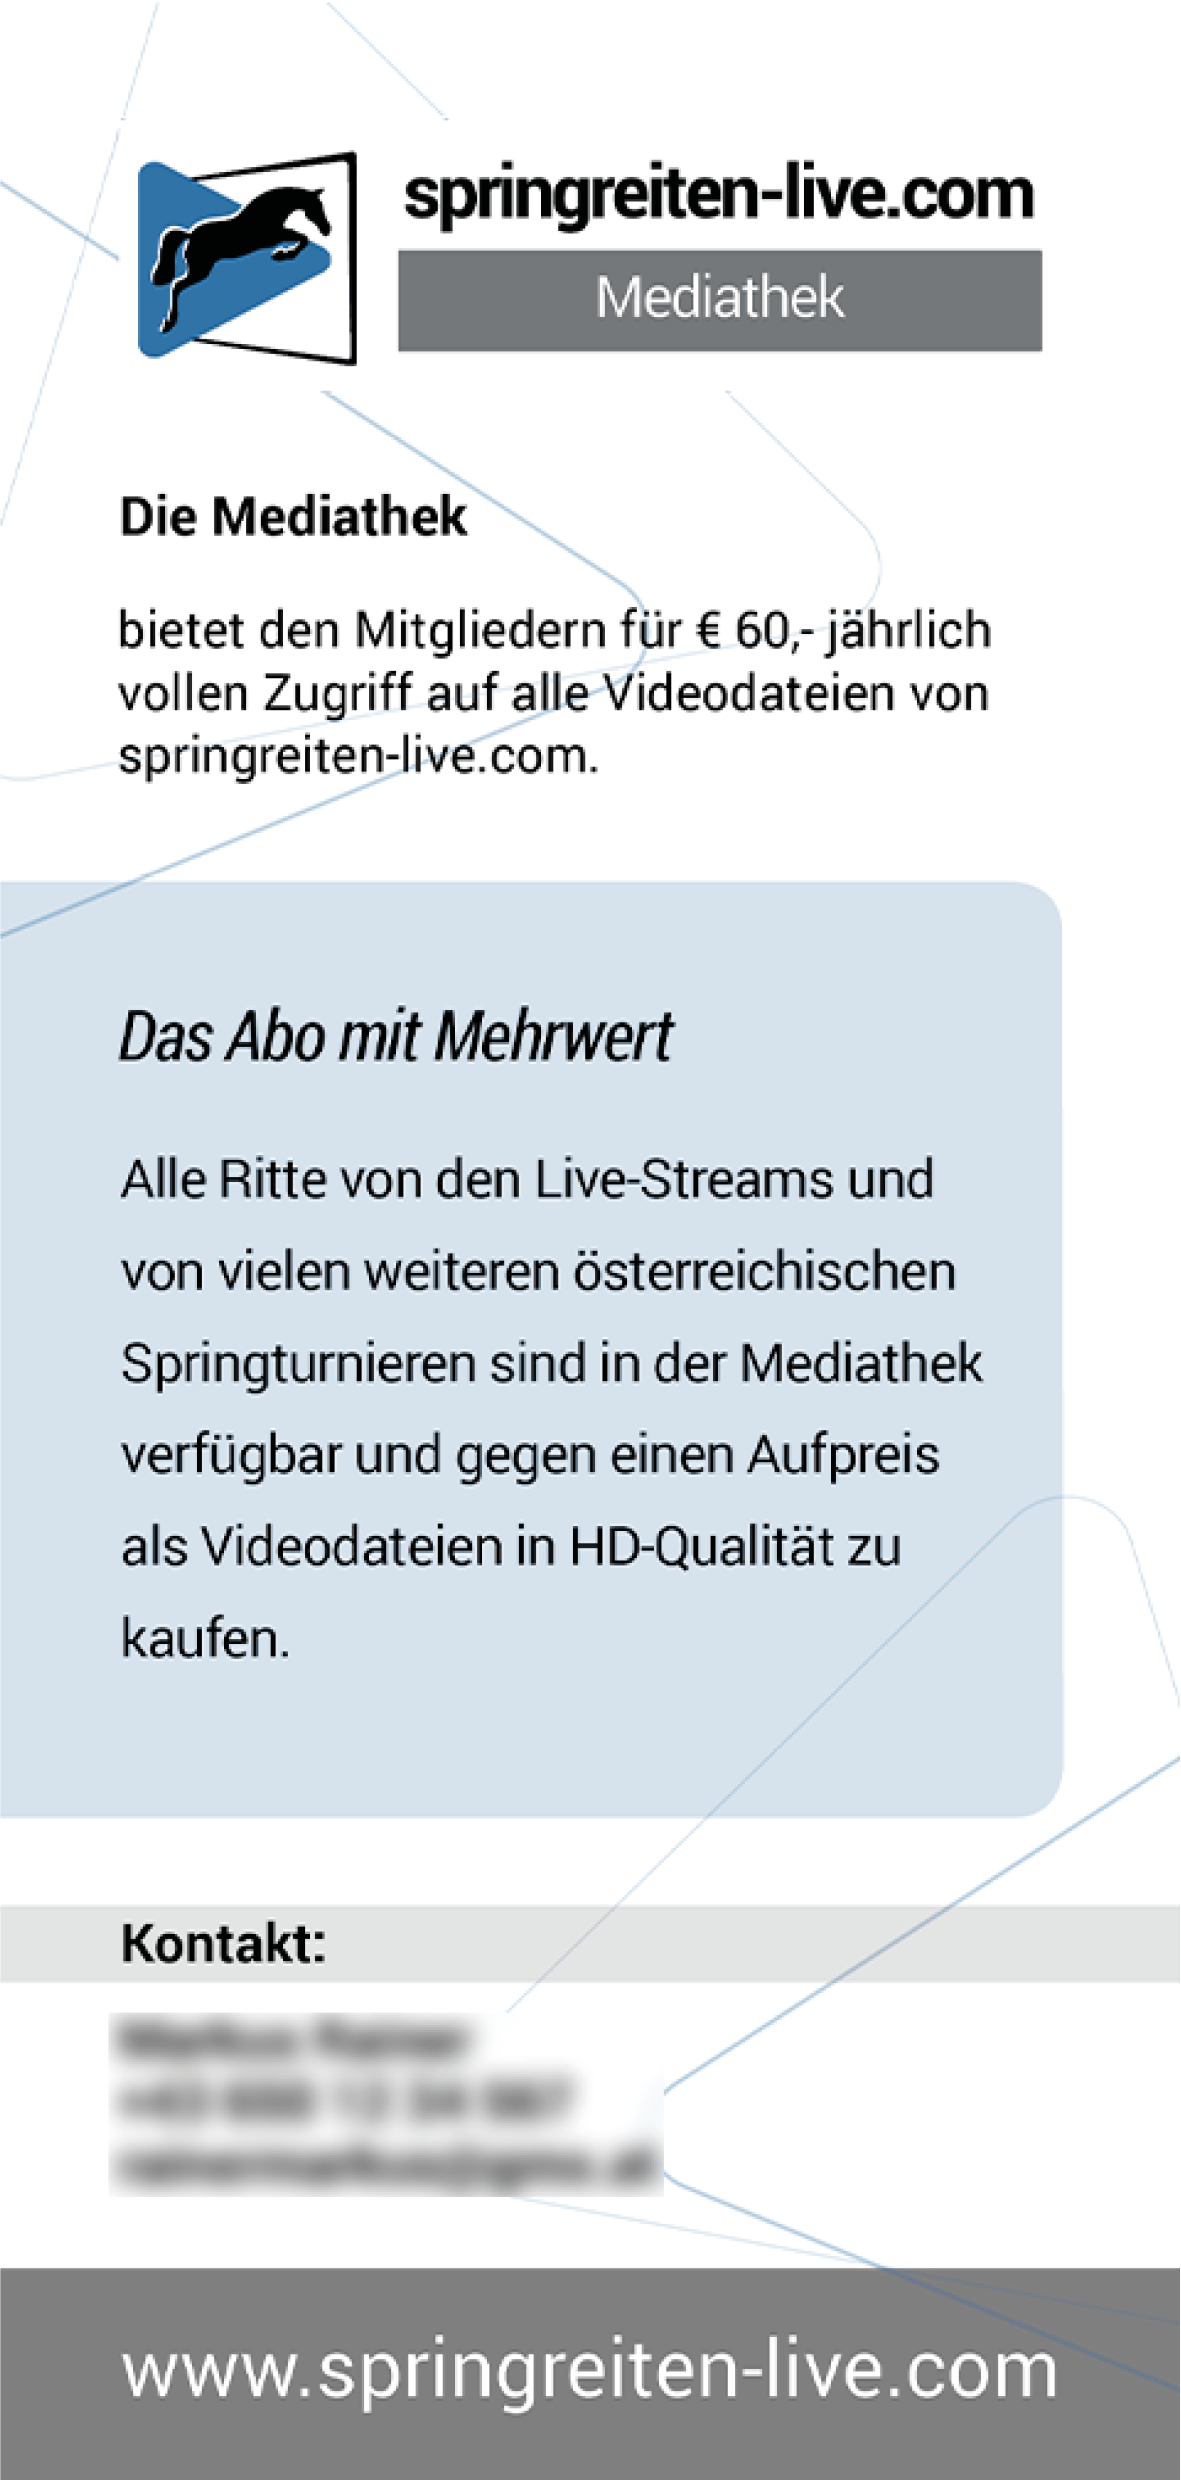 springreiten-live.com
Mediathek
Die Mediathek
bietet den Mitgliedern für € 60,- jährlich
vollen Zugriff auf alle Videodateien von
springreiten-live.com.
Das Abo mit Mehrwert
Alle Ritte von den Live-Streams und
von vielen weiteren österreichischen
Springturnieren sind in der Mediathek
verfügbar und gegen einen Aufpreis
als Videodateien in HD-Qualität zu
kaufen.
Kontakt:
www.springreiten-live.com